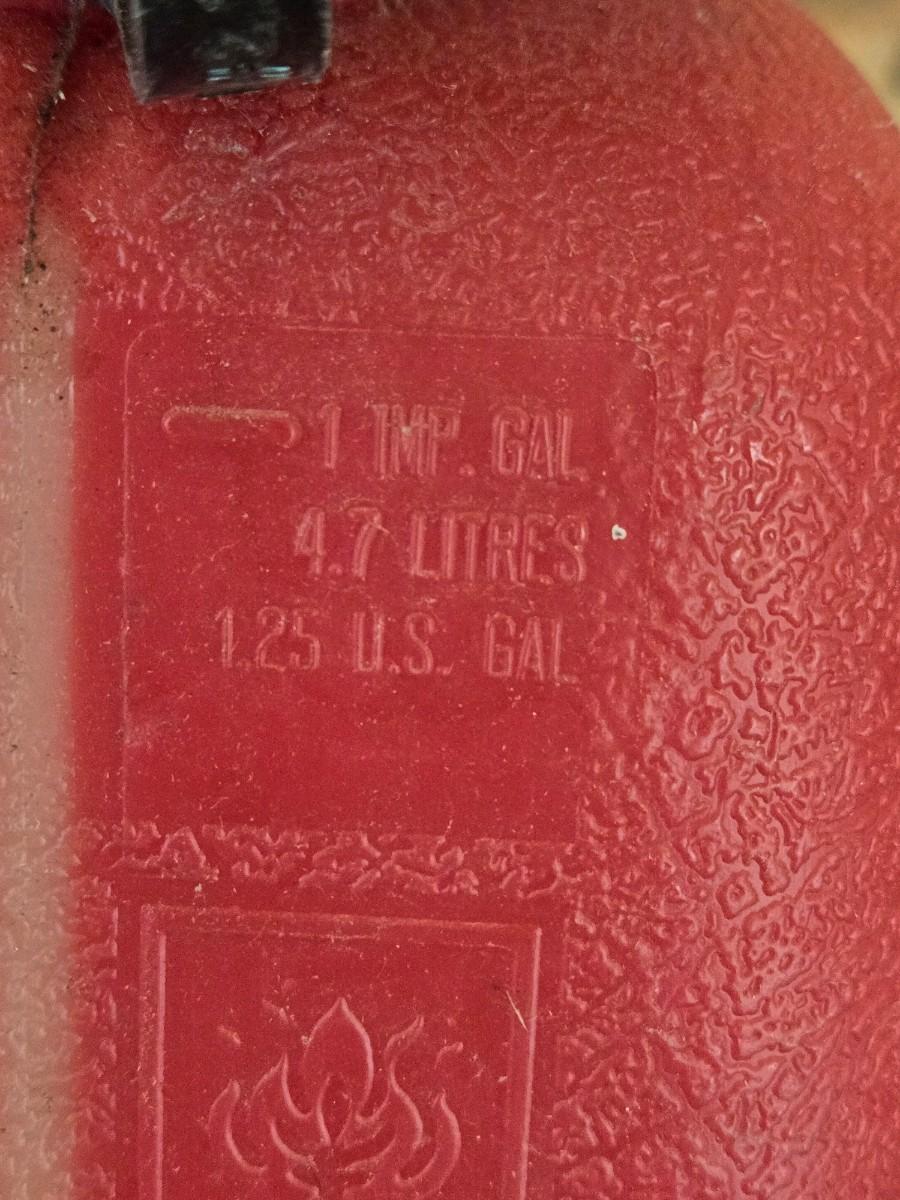 1 IMP. GAL
4.7 LITRES
1.25 U.S. GAL